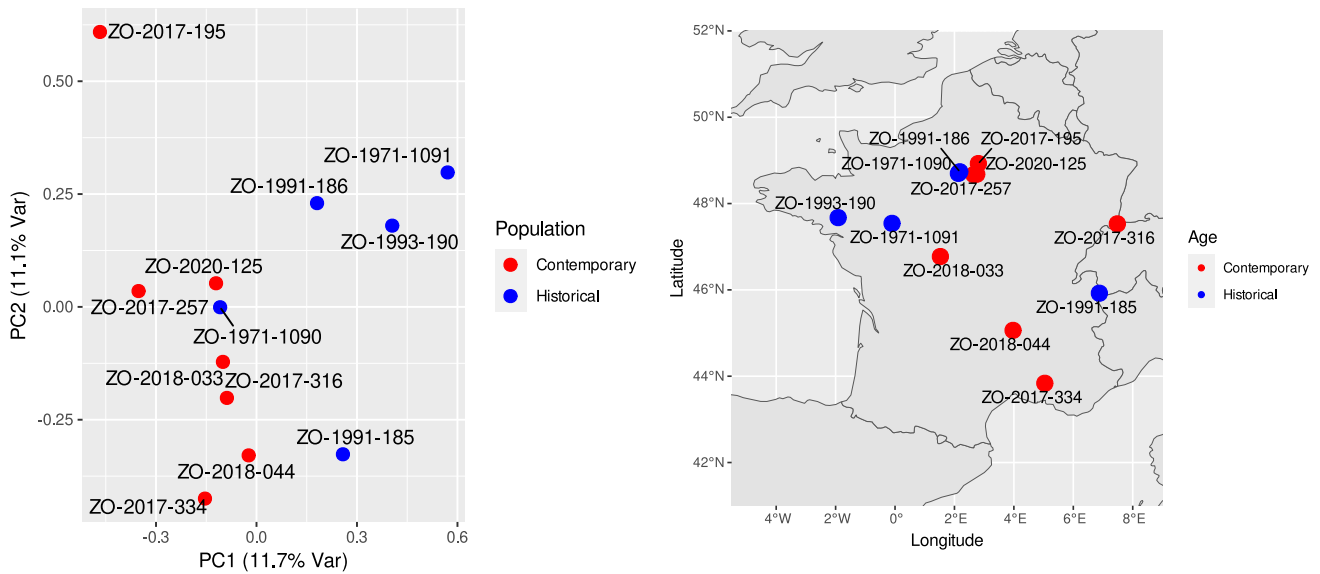 ZO-2017-195
0.50
ZO-1971-1091
ZO-1991-186
0.25
ZO-1993-190
ZO-2020-125
0.00
ZO-2017-257
ZO-1971-1090
ZO-2018-033
ZO-2017-316
-0.25
ZO-1991-185
ZO-2018-044
ZO-2017-334
-0.3
0.0
0.3
0.6
PC1 (11.7% Var)
PC2 (11.1% Var)
Population
Contemporary
Historical
52°N
50°N
48°N
46°N
44°N
42°N
ZO-1991-186
ZO-2017-195
ZO-1971-1090
ZO-2020-125
ZO-2017-257
ZO-1993-190
ZO-1971-1091
ZO-2017-316
ZO-2018-033
ZO-1991-185
ZO-2018-044
ZO-2017-334
4°W
2°W
0°
2°E
4°E
6°E
8°E
Longitude
Latitude
Age
Contemporary
Historical